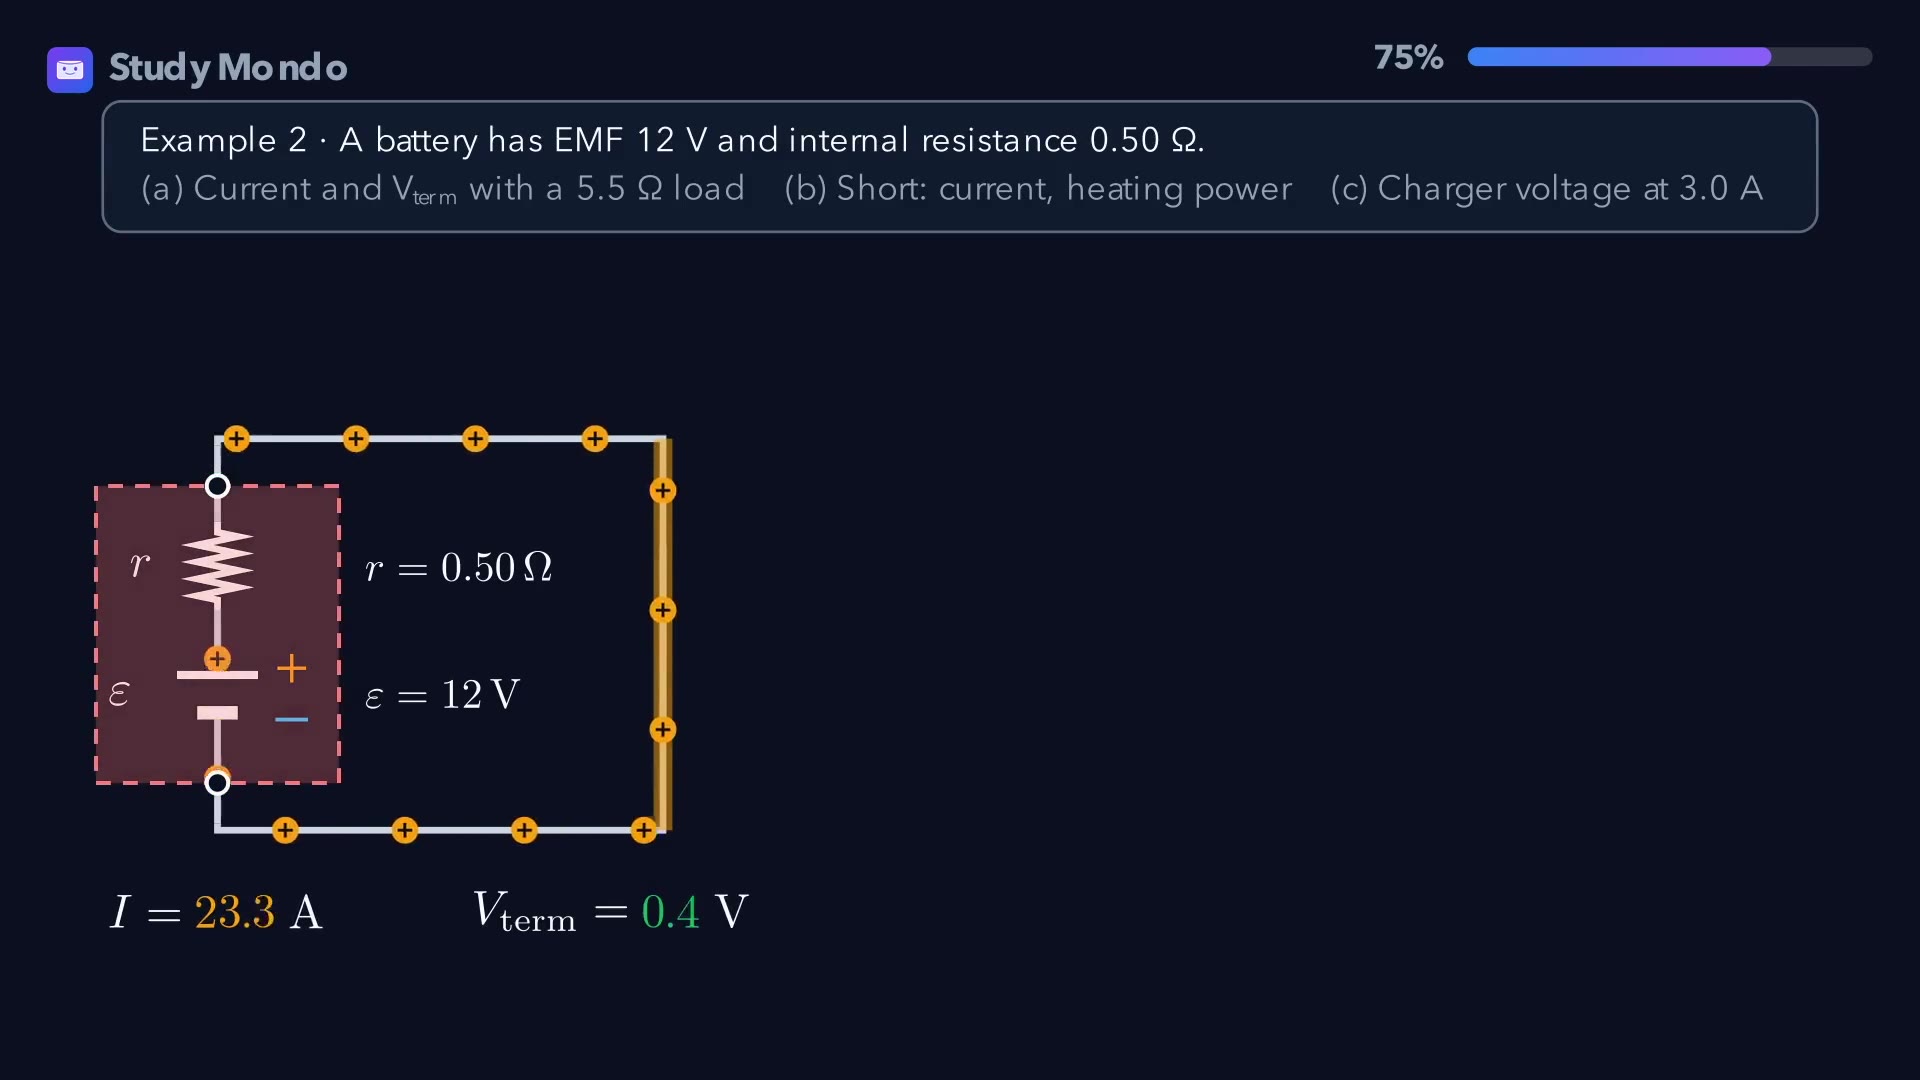 Study Mondo
75%
Example 2 · A battery has EMF 12 V and internal resistance 0.50 Ω.
(a) Current and Vterm with a 5.5 Ω load (b) Short: current, heating power (c) Charger voltage at 3.0 A
r
r = 0.50 Ω
+
ε
ε = 12 V
−
I = 23.3 A
Vterm = 0.4 V